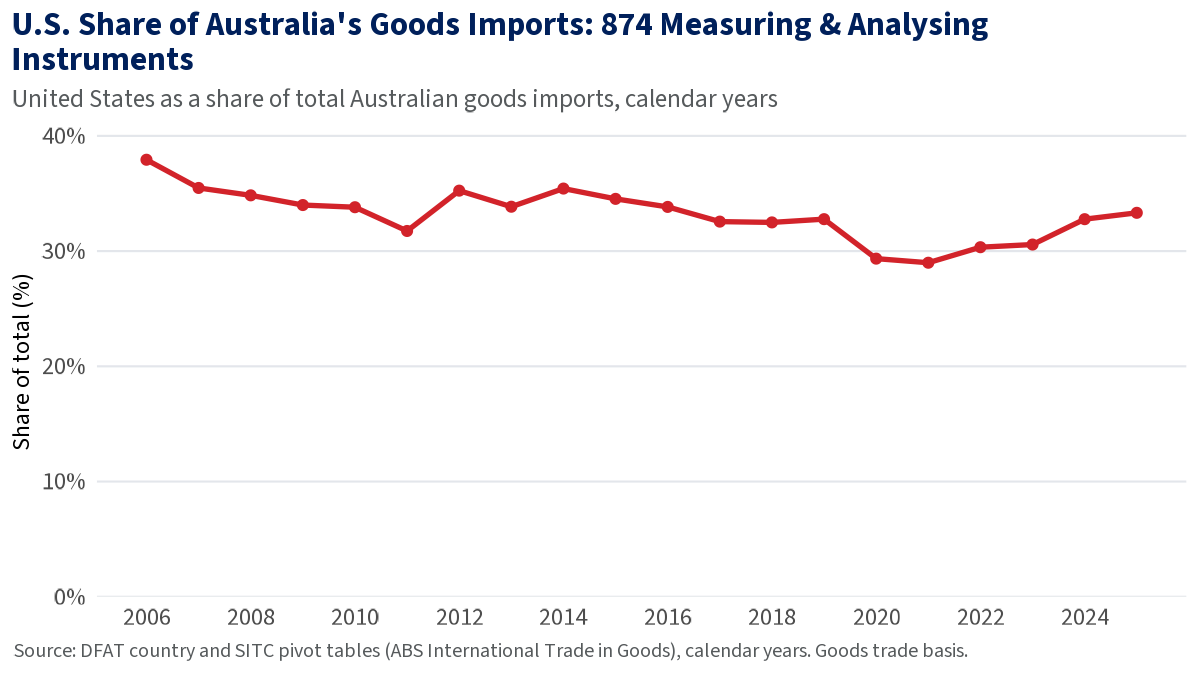 U.S. Share of Australia's Goods Imports: 874 Measuring & Analysing
Instruments
United States as a share of total Australian goods imports, calendar years
Share of total (%)
40%
30%
20%
10%
0%
2006 2008 2010 2012 2014 2016 2018 2020 2022 2024
Source: DFAT country and SITC pivot tables (ABS International Trade in Goods), calendar years. Goods trade basis.